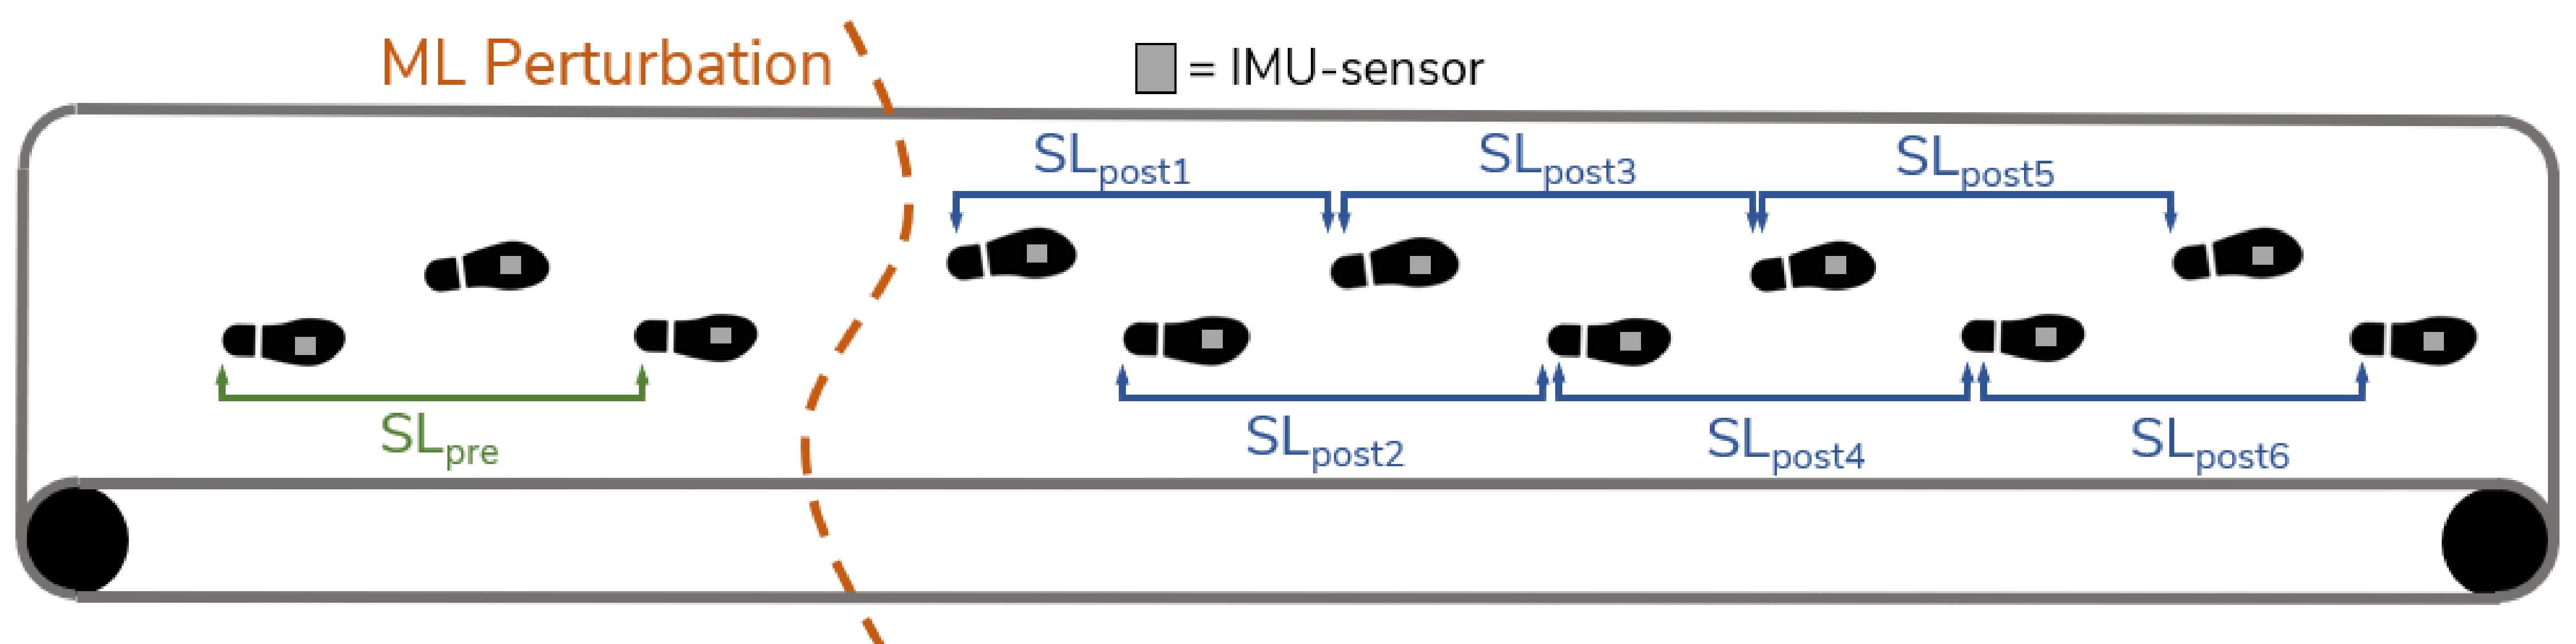 ML Perturbation
= IMU-sensor
SLpost1
SLpost3
SLpost5
SLpre
SLpost2
SLpost4
SLpost6